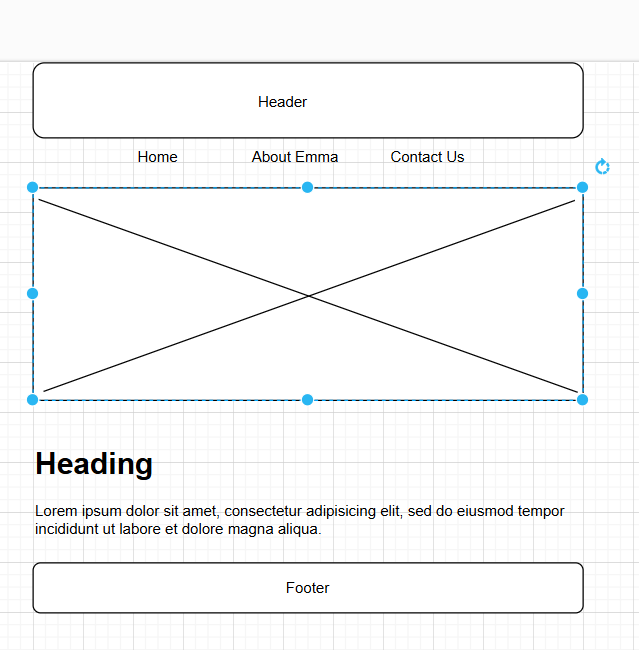 Header
Home About Emma Contact Us
Heading
Lorem ipsum dolor sit amet, consectetur adipisicing elit, sed do eiusmod tempor
incididunt ut labore et dolore magna aliqua.
Footer